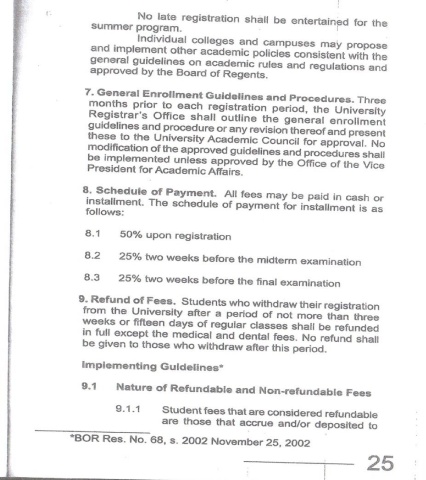 No late registration shall be entertained for the
summer program.
Individual colleges and campuses may propose
and implement other academic policies consistent with the
general guidelines on academic rules and regulations and
approved by the Board of Regents.
7. General Enrollment Guidelines and Procedures. Three
months prior to each registration period, the University
Registrar's Office shall outline the general enrollment
guidelines and procedure or any revision thereof and present
these to the University Academic Council for approval. No
modification of the approved guidelines and procedures shall
be implemented unless approved by the Office of the Vice
President for Academic Affairs.
8. Schedule of Payment. All fees may be paid in cash or
installment. The schedule of payment for installment is as
follows:
8.1 50% upon registration
8.2 25% two weeks before the midterm examination
8.3 25% two weeks before the final examination
9. Refund of Fees. Students who withdraw their registration
from the University after a period of not more than three
weeks or fifteen days of regular classes shall be refunded
in full except the medical and dental fees. No refund shall
be given to those who withdraw after this period.
Implementing Guidelines*
9.1 Nature of Refundable and Non-refundable Fees
9.1.1 Student fees that are considered refundable
are those that accrue and/or deposited to
*BOR Res. No. 68, s. 2002 November 25, 2002
25